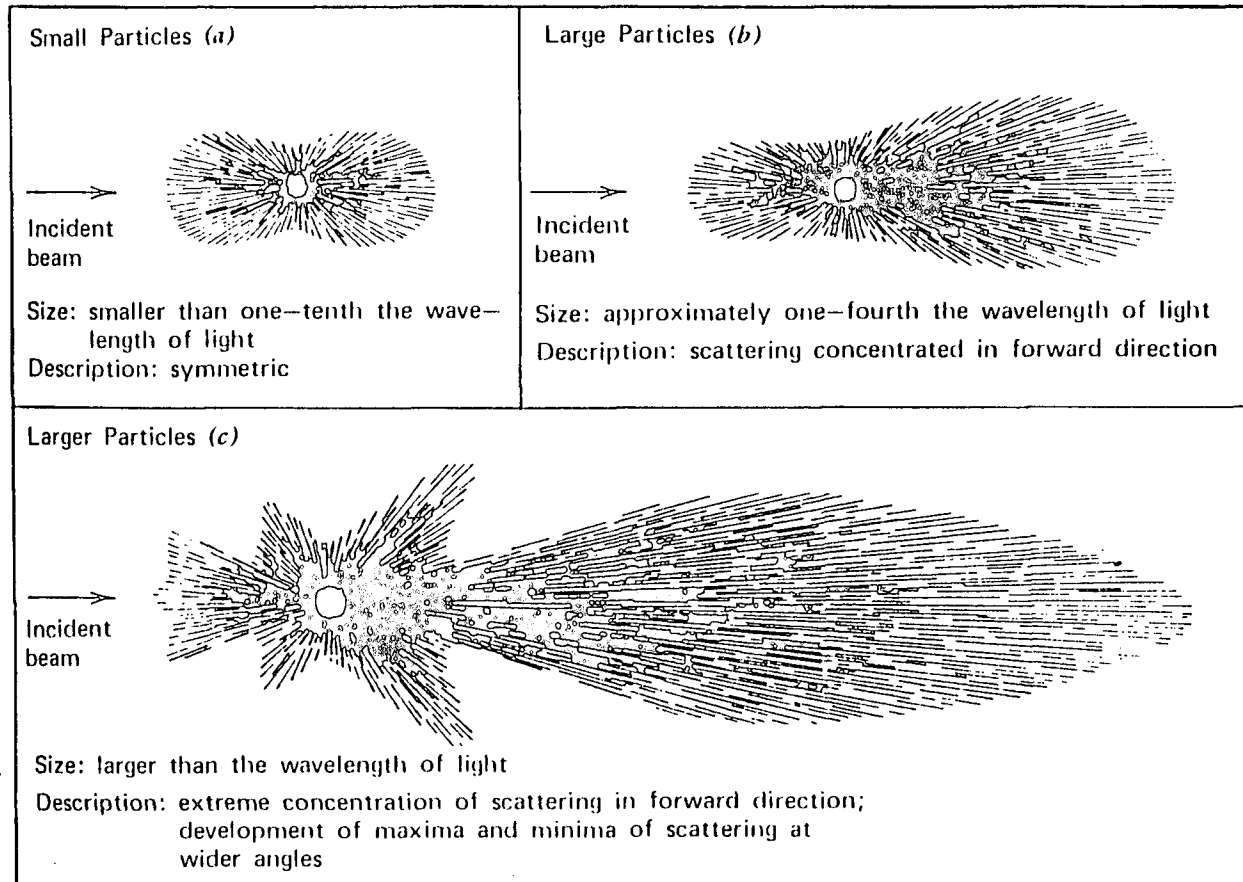 Small Particles (a)
Incident
beam
Size: smaller than one-tenth the wave-
length of light
Description: symmetric
Large Particles (b)
Incident
beam
Size: approximately one-fourth the wavelength of light
Description: scattering concentrated in forward direction
Larger Particles (c)
Incident
beam
Size: larger than the wavelength of light
Description: extreme concentration of scattering in forward direction;
development of maxima and minima of scattering at
wider angles